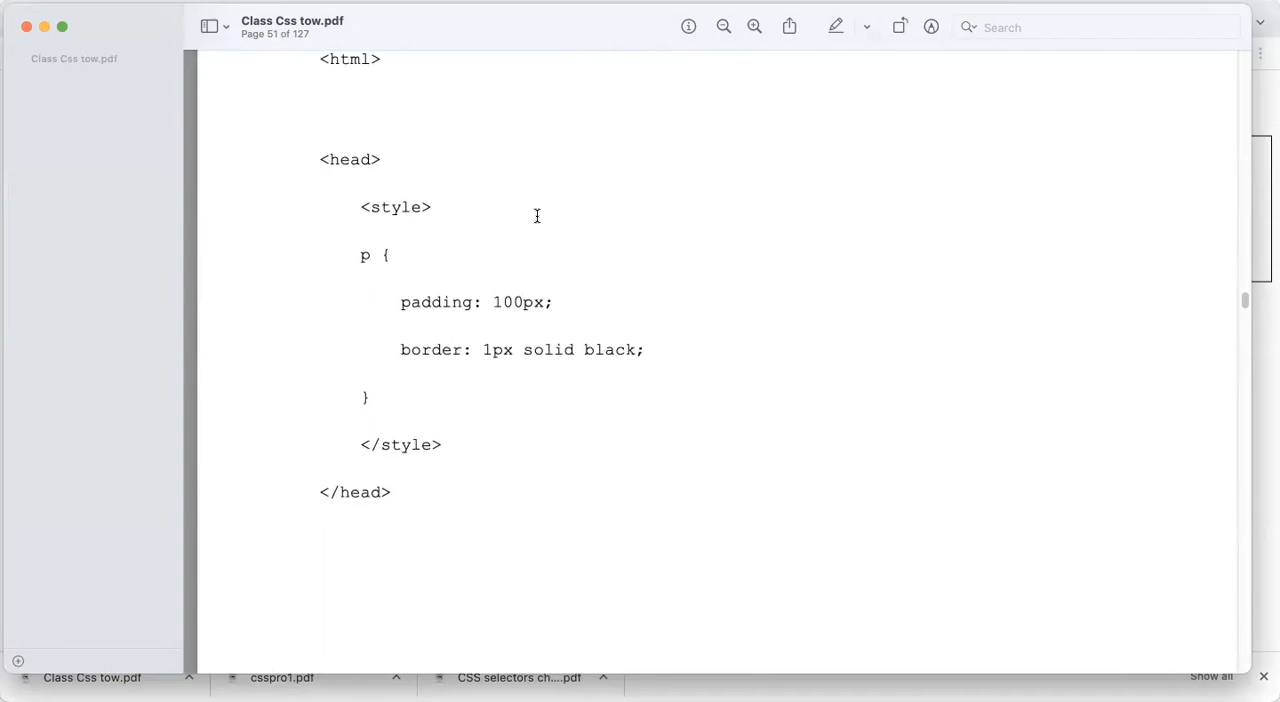 Class Css tow.pdf
Page 51 of 127
Search
Class Css tow.pdf
<html>
<head>
<style>
p {
padding: 100px;
border: 1px solid black;
}
</style>
</head>
Class Css tow.pdf
csspro1.pdf
CSS selectors ch....pdf
Show all